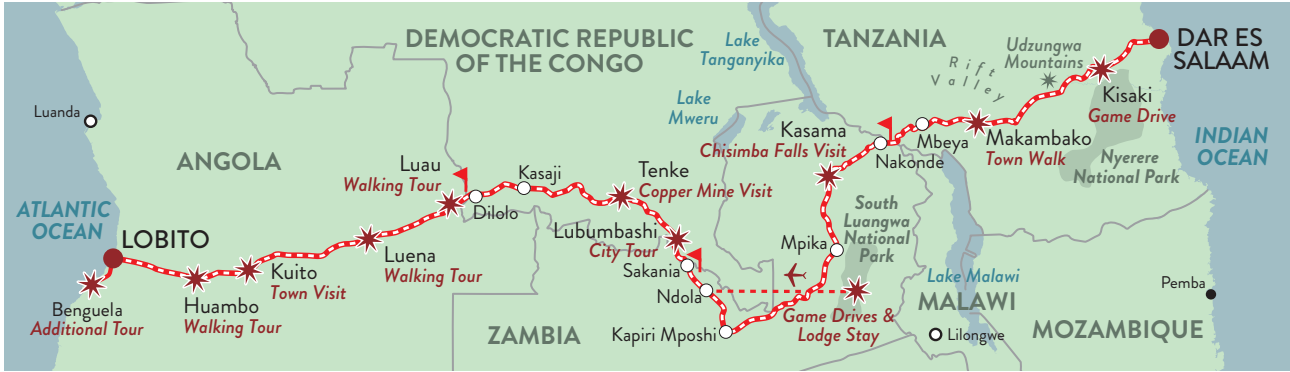 DEMOCRATIC REPUBLIC
OF THE CONGO
Lake
Tanganyika
TANZANIA
Rift
Valley
Udzungwa
Mountains
DAR ES
SALAAM
Luanda
Lake
Mweru
Kisaki
Game Drive
ANGOLA
Luau
Walking Tour
Kasaji
Dilolo
Tenke
Copper Mine Visit
Kasama
Chisimba Falls Visit
Nakonde
Mbeya
Makambako
Town Walk
Nyerere
National Park
INDIAN
OCEAN
ATLANTIC
OCEAN
LOBITO
Benguela
Additional Tour
Huambo
Walking Tour
Kuito
Town Visit
Luena
Walking Tour
Lubumbashi
City Tour
Sakania
Ndola
Kapiri Mposhi
ZAMBIA
Mpika
South
Luangwa
National
Park
Game Drives &
Lodge Stay
Lake Malawi
MALAWI
Lilongwe
Pemba
MOZAMBIQUE